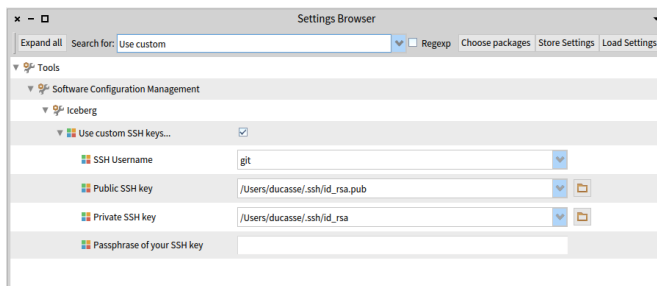 Settings Browser
Expand all Search for: Use custom Regexp Choose packages Store Settings Load Settings
Tools
Software Configuration Management
Iceberg
Use custom SSH keys...
SSH Username git
Public SSH key /Users/ducasse/.ssh/id_rsa.pub
Private SSH key /Users/ducasse/.ssh/id_rsa
Passphrase of your SSH key